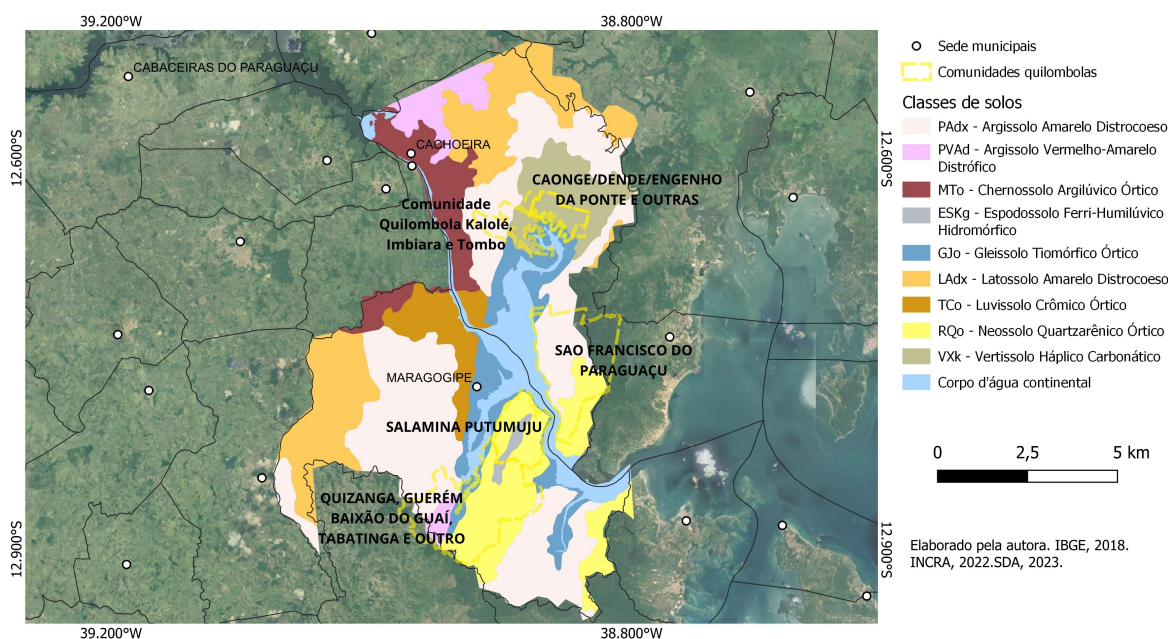 39.200°W
38.800°W
12.600°S
12.600°S
CABACEIRAS DO PARAGUAÇU
CACHOEIRA
CAONGE/DENDE/ENGENHO
DA PONTE E OUTRAS
Comunidade
Quilombola Kalolé,
Imbiara e Tombo
SAO FRANCISCO DO
PARAGUAÇU
MARAGOGIPE
SALAMINA PUTUMUJU
QUIZANGA, GUERÉM
BAIXÃO DO GUAÍ,
TABATINGA E OUTRO
12.900°S
12.900°S
39.200°W
38.800°W
Sede municipais
Comunidades quilombolas
Classes de solos
PAdx - Argissolo Amarelo Distrocoeso
PVAd - Argissolo Vermelho-Amarelo
Distrófico
MTo - Chernossolo Argilúvico Órtico
ESKg - Espodossolo Ferri-Humilúvico
Hidromórfico
GJo - Gleissolo Tiomórfico Órtico
LAdx - Latossolo Amarelo Distrocoeso
TCo - Luvissolo Crômico Órtico
RQo - Neossolo Quartzarênico Órtico
VXk - Vertissolo Háplico Carbonático
Corpo d'água continental
0 2,5 5 km
Elaborado pela autora. IBGE, 2018.
INCRA, 2022.SDA, 2023.